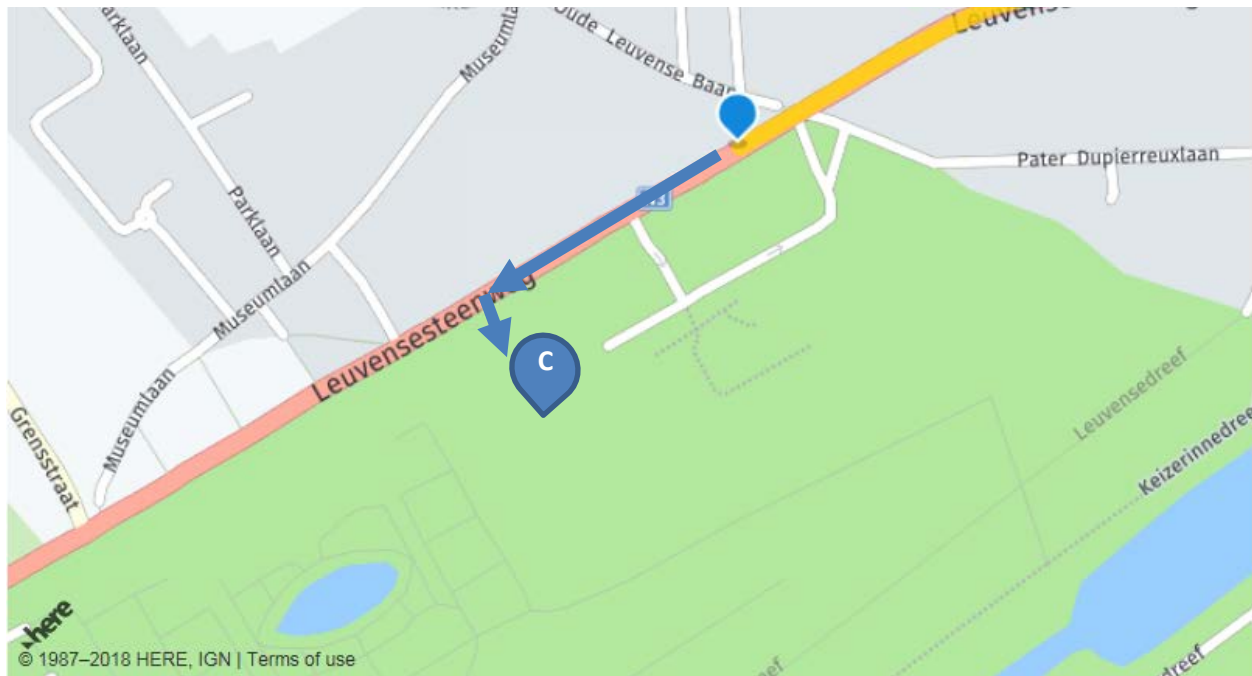 Parklaan
Museumlaan
Oude Leuvense Baan
Pater Dupierreuxlaan
Parklaan
Museumlaan
Leuvensesteenweg
C
Museumlaan
Grensstraat
Leuvensedreef
Keizerinnedreef
here
© 1987–2018 HERE, IGN | Terms of use